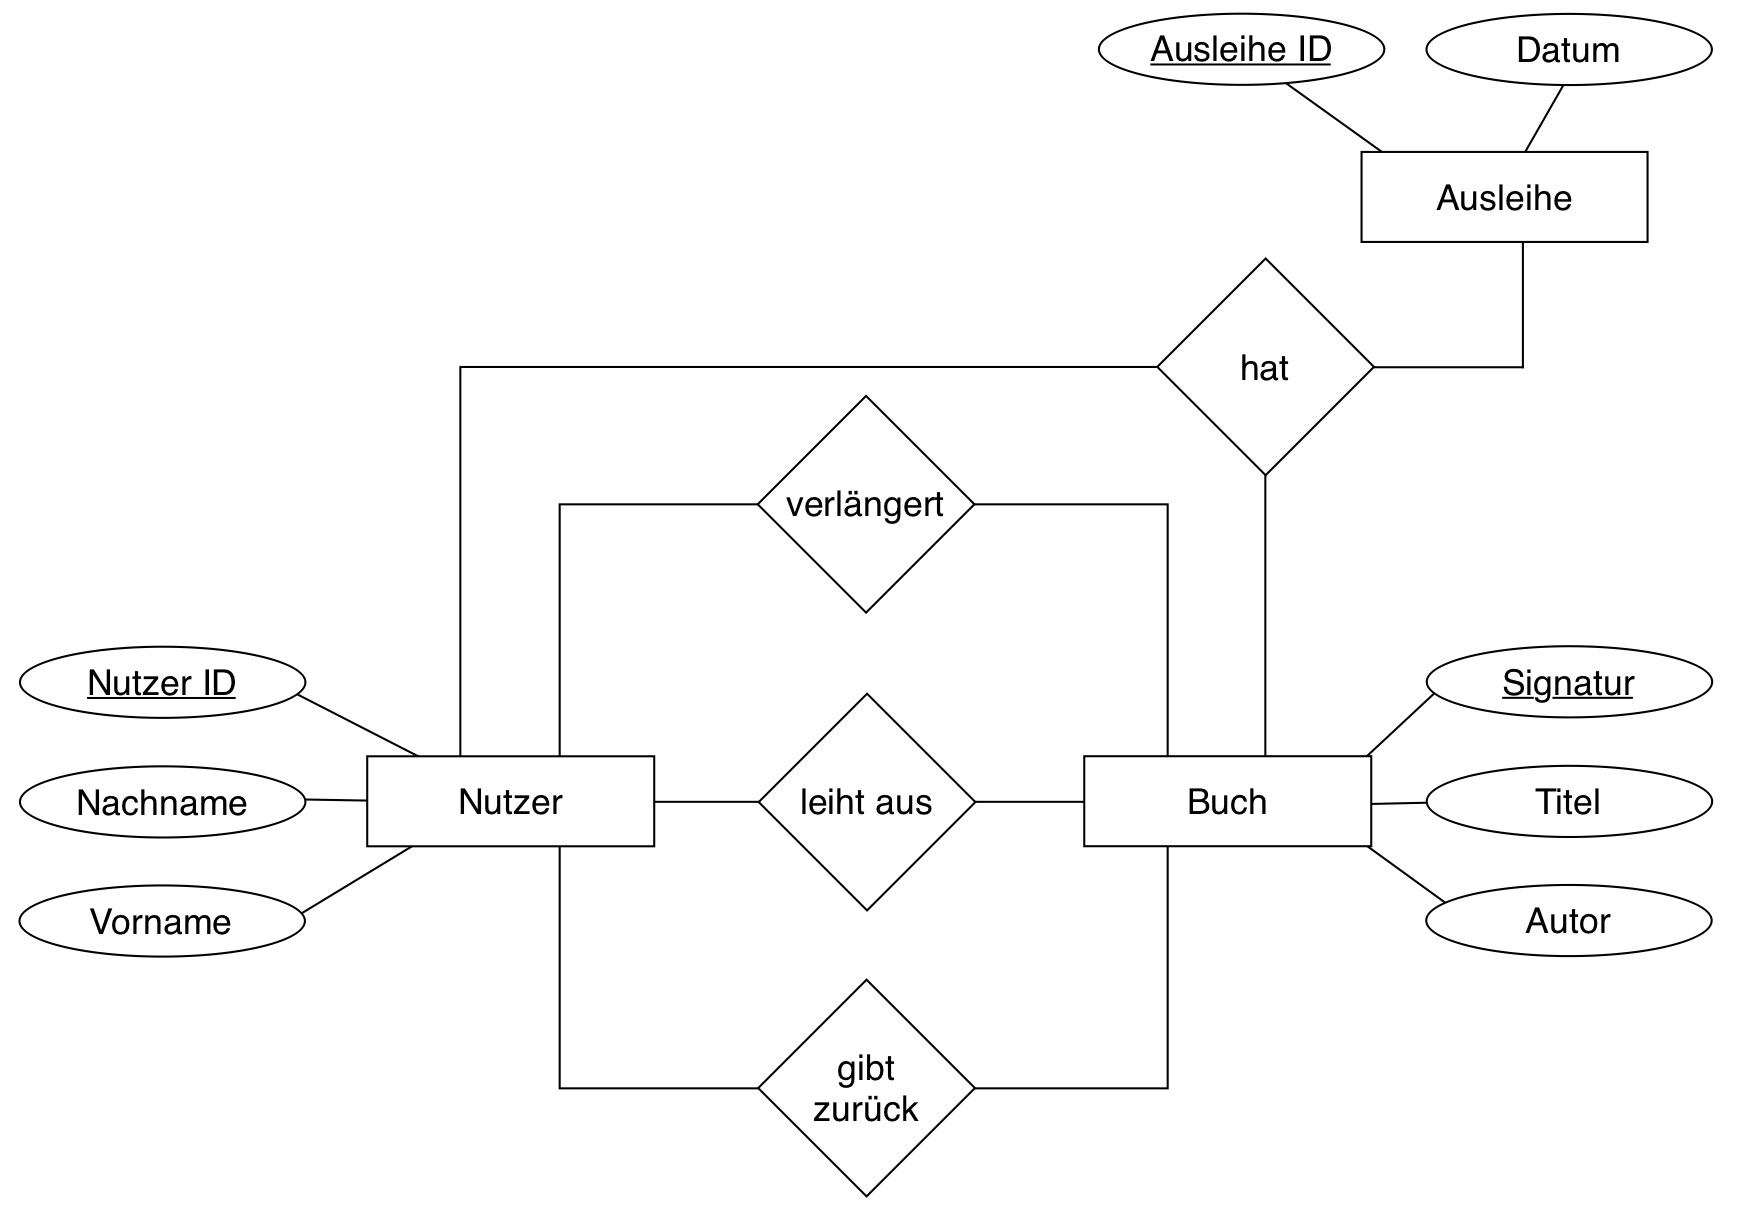 Ausleihe ID
Datum
Ausleihe
hat
verlängert
Nutzer ID
Signatur
Nachname
Nutzer
leiht aus
Buch
Titel
Vorname
Autor
gibt
zurück